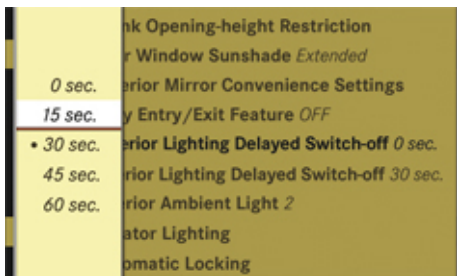 nk Opening-height Restriction
r Window Sunshade Extended
0 sec. erior Mirror Convenience Settings
15 sec. y Entry/Exit Feature OFF
• 30 sec. erior Lighting Delayed Switch-off 0 sec.
45 sec. rior Lighting Delayed Switch-off 30 sec.
60 sec. rior Ambient Light 2
ator Lighting
omatic Locking